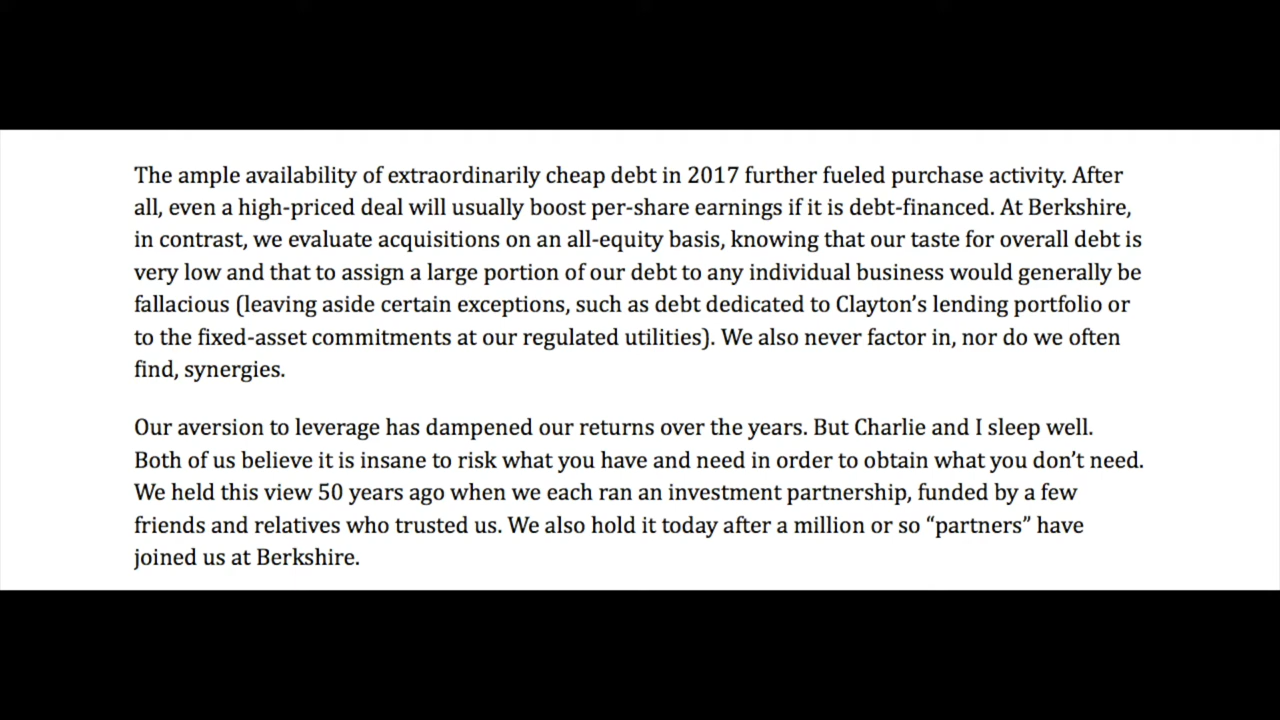 The ample availability of extraordinarily cheap debt in 2017 further fueled purchase activity. After
all, even a high-priced deal will usually boost per-share earnings if it is debt-financed. At Berkshire,
in contrast, we evaluate acquisitions on an all-equity basis, knowing that our taste for overall debt is
very low and that to assign a large portion of our debt to any individual business would generally be
fallacious (leaving aside certain exceptions, such as debt dedicated to Clayton’s lending portfolio or
to the fixed-asset commitments at our regulated utilities). We also never factor in, nor do we often
find, synergies.
Our aversion to leverage has dampened our returns over the years. But Charlie and I sleep well.
Both of us believe it is insane to risk what you have and need in order to obtain what you don’t need.
We held this view 50 years ago when we each ran an investment partnership, funded by a few
friends and relatives who trusted us. We also hold it today after a million or so “partners” have
joined us at Berkshire.